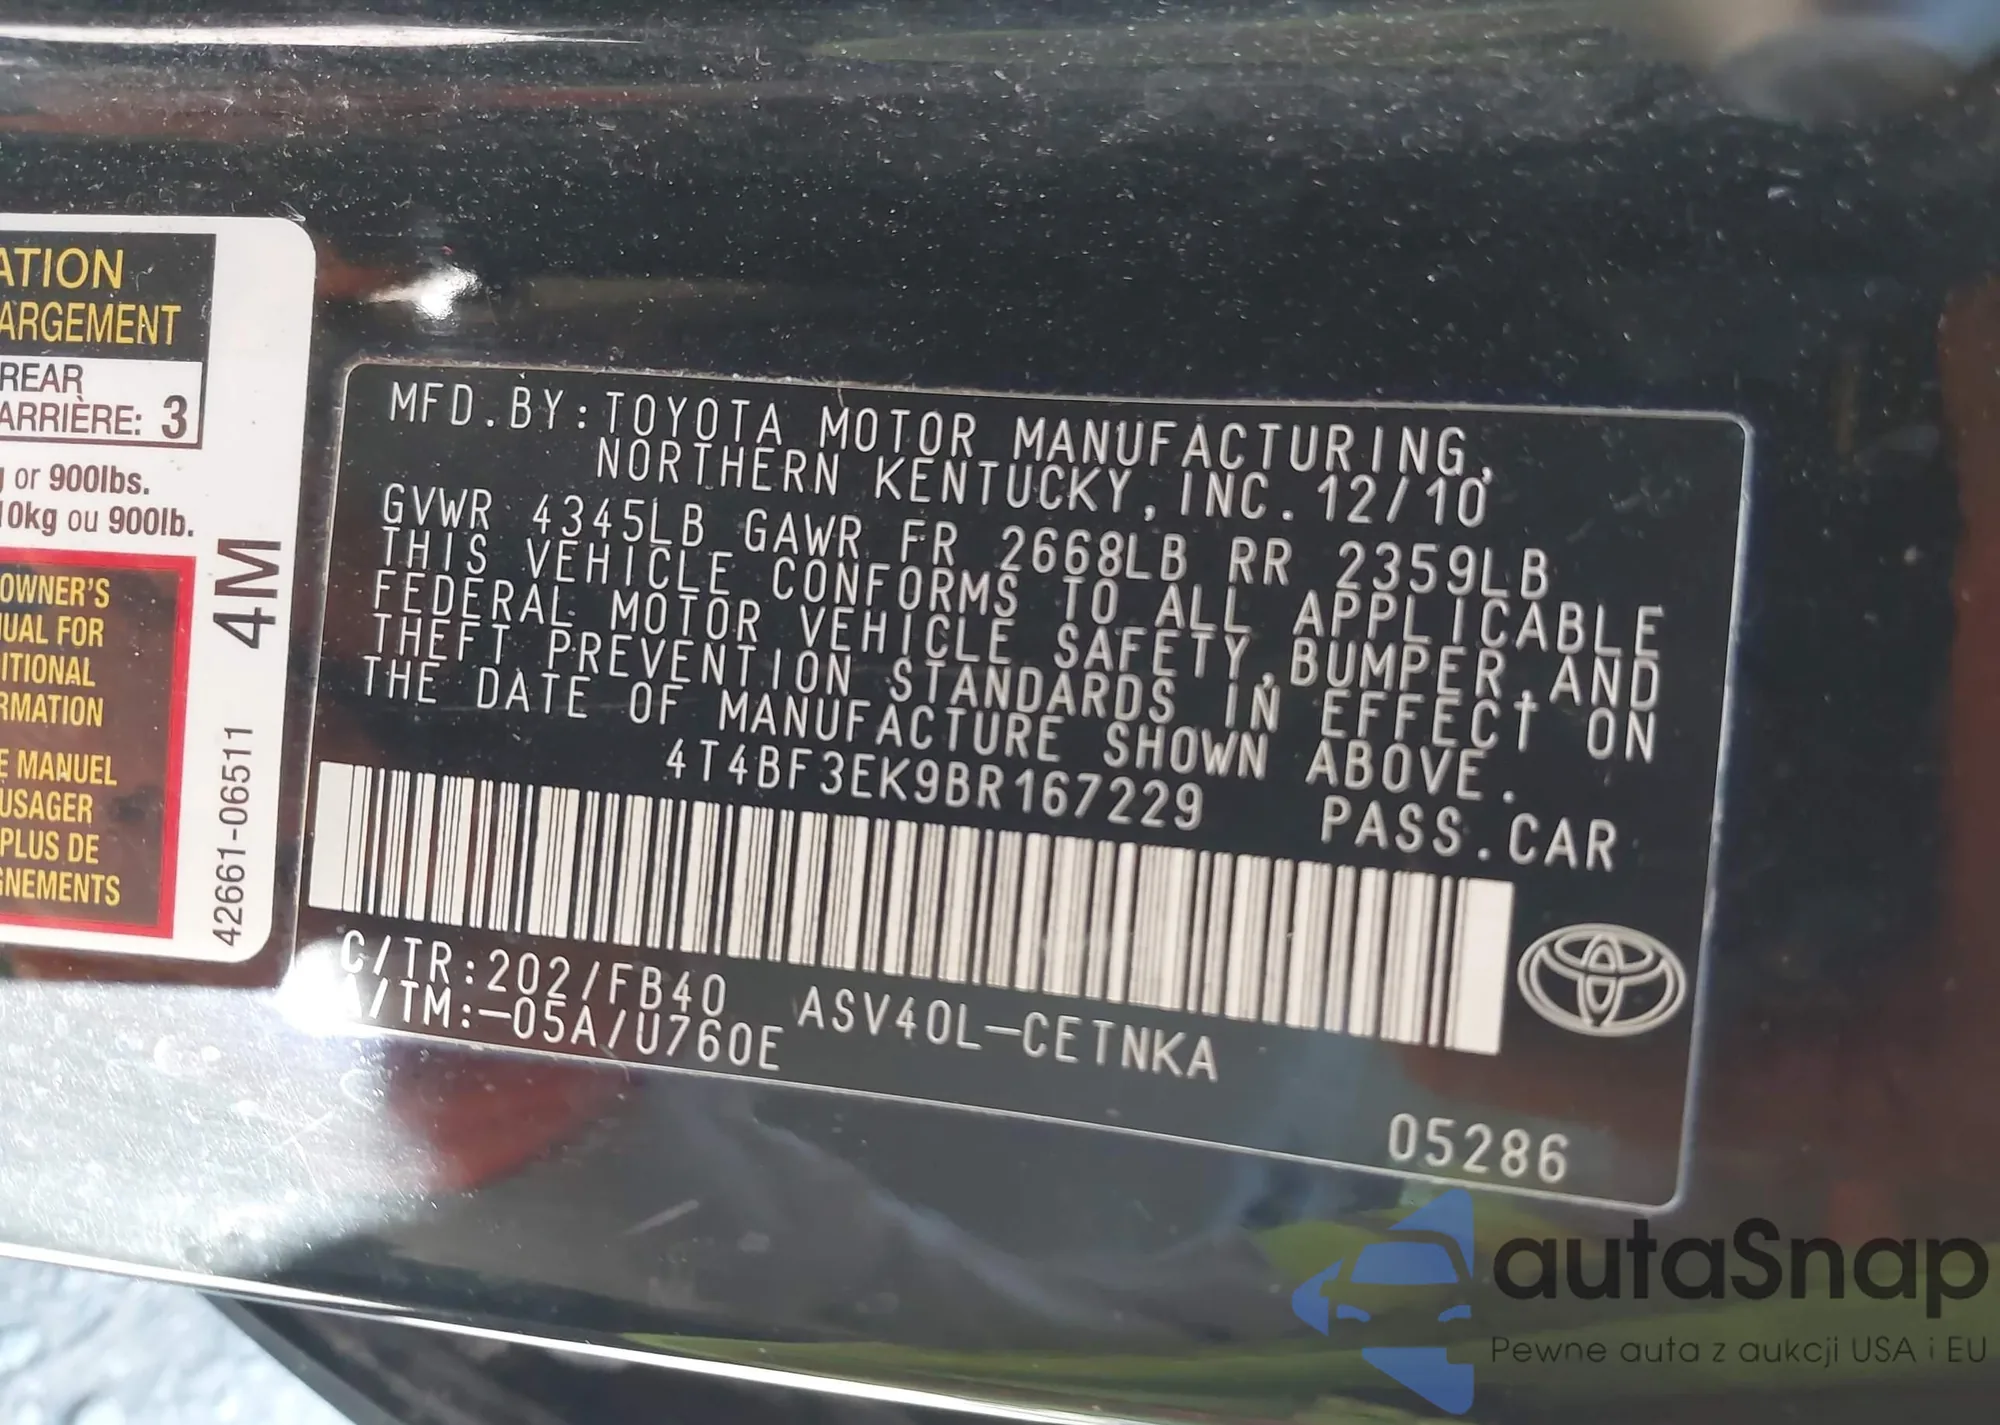 ATION
ARGEMENT
REAR
ARRIÈRE: 3
g or 900lbs.
10kg ou 900lb.
OWNER'S
UAL FOR
ITIONAL
RMATION
E MANUEL
USAGER
PLUS DE
GNEMENTS
4M
42661-06511
MFD.BY:TOYOTA MOTOR MANUFACTURING,
NORTHERN KENTUCKY,INC.12/10
GVWR 4345LB GAWR FR 2668LB RR 2359LB
THIS VEHICLE CONFORMS TO ALL APPLICABLE
FEDERAL MOTOR VEHICLE SAFETY,BUMPER,AND
THEFT PREVENTION STANDARDS IN EFFECT ON
THE DATE OF MANUFACTURE SHOWN ABOVE.
4T4BF3EK9BR167229 PASS.CAR
C/TR:202/FB40 ASV40L-CETNKA
A/TM:-05A/U760E
05286
autaSnap
Pewne auta z aukcji USA i EU